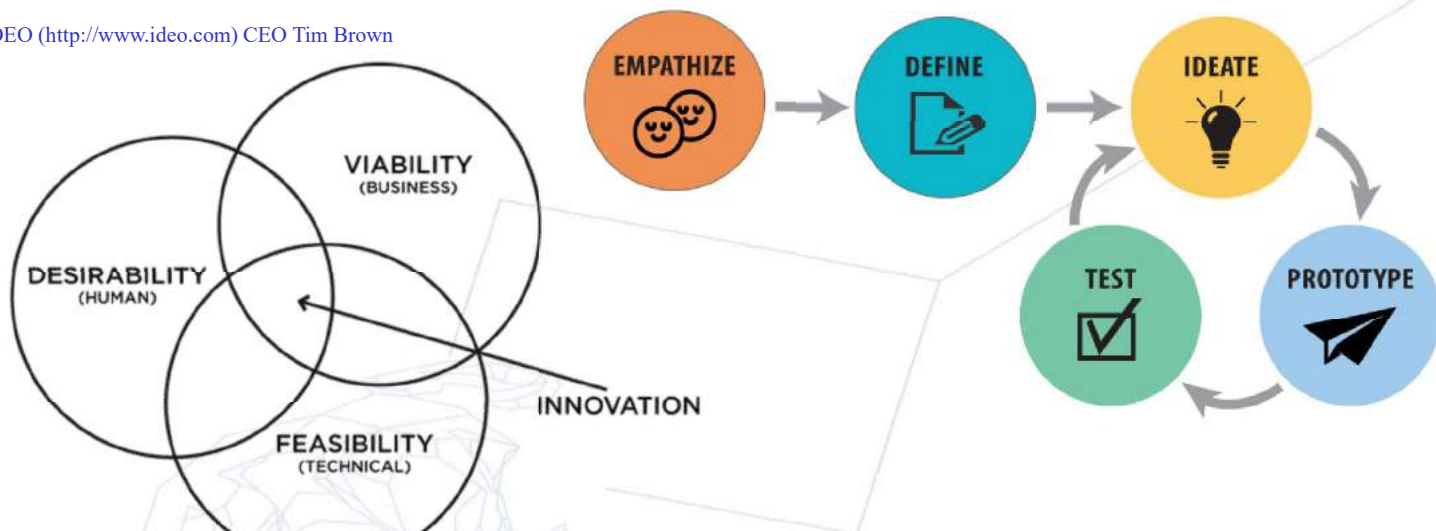 DEO (http://www.ideo.com) CEO Tim Brown
VIABILITY
(BUSINESS)
DESIRABILITY
(HUMAN)
FEASIBILITY
(TECHNICAL)
INNOVATION
EMPATHIZE
DEFINE
IDEATE
PROTOTYPE
TEST